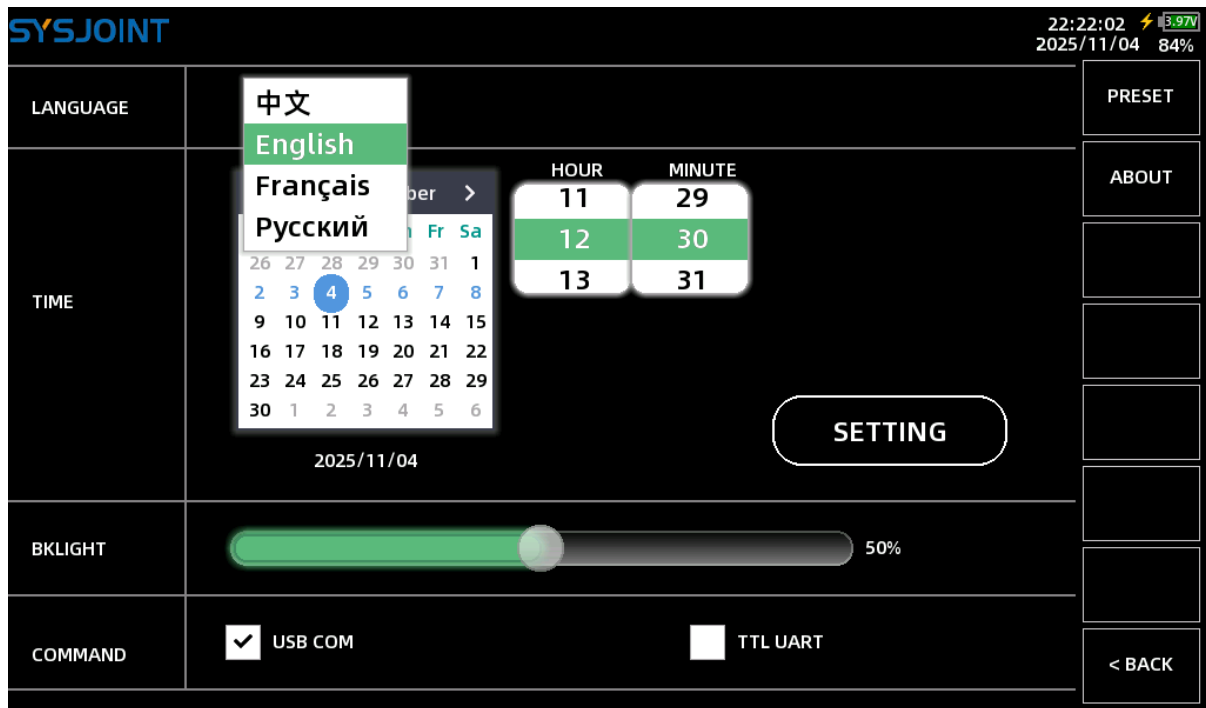 SYSJOINT
22:22:02 3.97V
2025/11/04 84%
LANGUAGE
中文
English
Français
Русский
PRESET
ABOUT
TIME
ber >
Fr Sa
26 27 28 29 30 31 1
2 3 4 5 6 7 8
9 10 11 12 13 14 15
16 17 18 19 20 21 22
23 24 25 26 27 28 29
30 1 2 3 4 5 6
2025/11/04
HOUR MINUTE
11 29
12 30
13 31
SETTING
BKLIGHT
50%
COMMAND
USB COM
TTL UART
< BACK